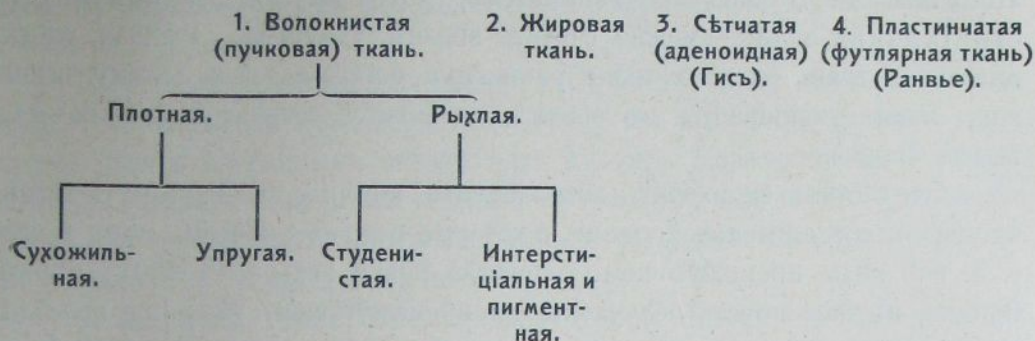 1. Волокнистая (пучковая) ткань.
2. Жировая ткань.
3. Сѣтчатая (аденоидная) (Гисъ).
4. Пластинчатая (футлярная ткань) (Ранвье).
Плотная. Рыхлая.
Сухожиль-
ная.
Упругая.
Студени-
стая.
Интерсти-
ціальная и
пигмент-
ная.